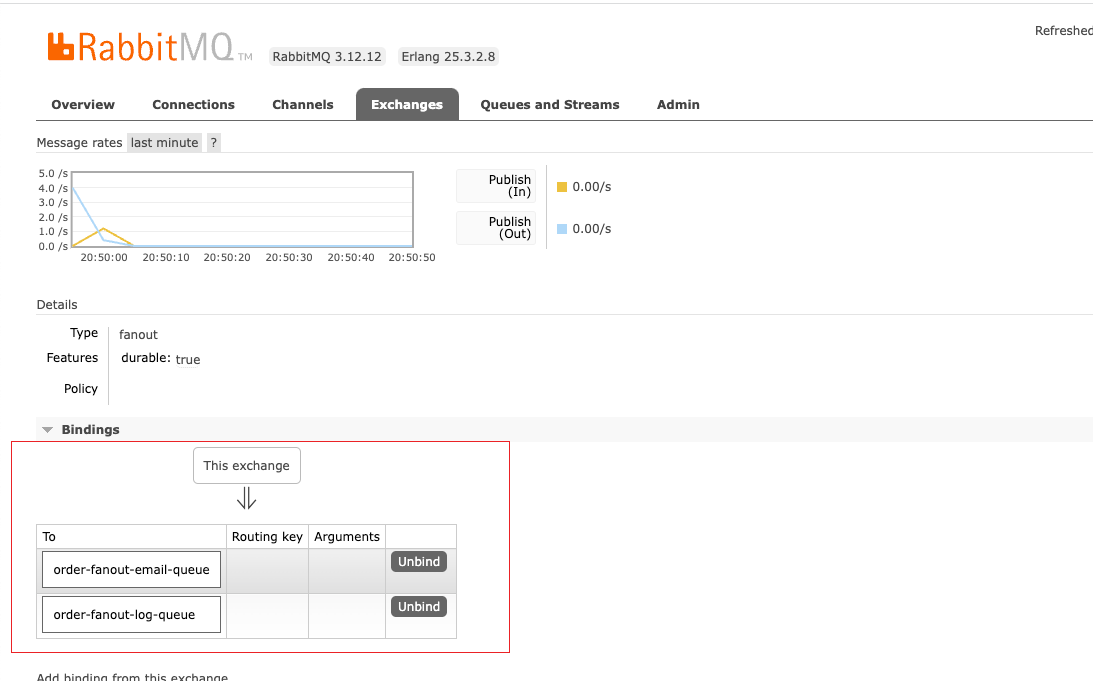 Refreshed
RabbitMQ TM RabbitMQ 3.12.12 Erlang 25.3.2.8
Overview Connections Channels Exchanges Queues and Streams Admin
Message rates last minute ?
5.0 /s
4.0 /s
3.0 /s
2.0 /s
1.0 /s
0.0 /s
20:50:00 20:50:10 20:50:20 20:50:30 20:50:40 20:50:50
Publish
(In)
0.00/s
Publish
(Out)
0.00/s
Details
Type fanout
Features durable: true
Policy
Bindings
This exchange
To Routing key Arguments
order-fanout-email-queue Unbind
order-fanout-log-queue Unbind
Add binding from this exchange